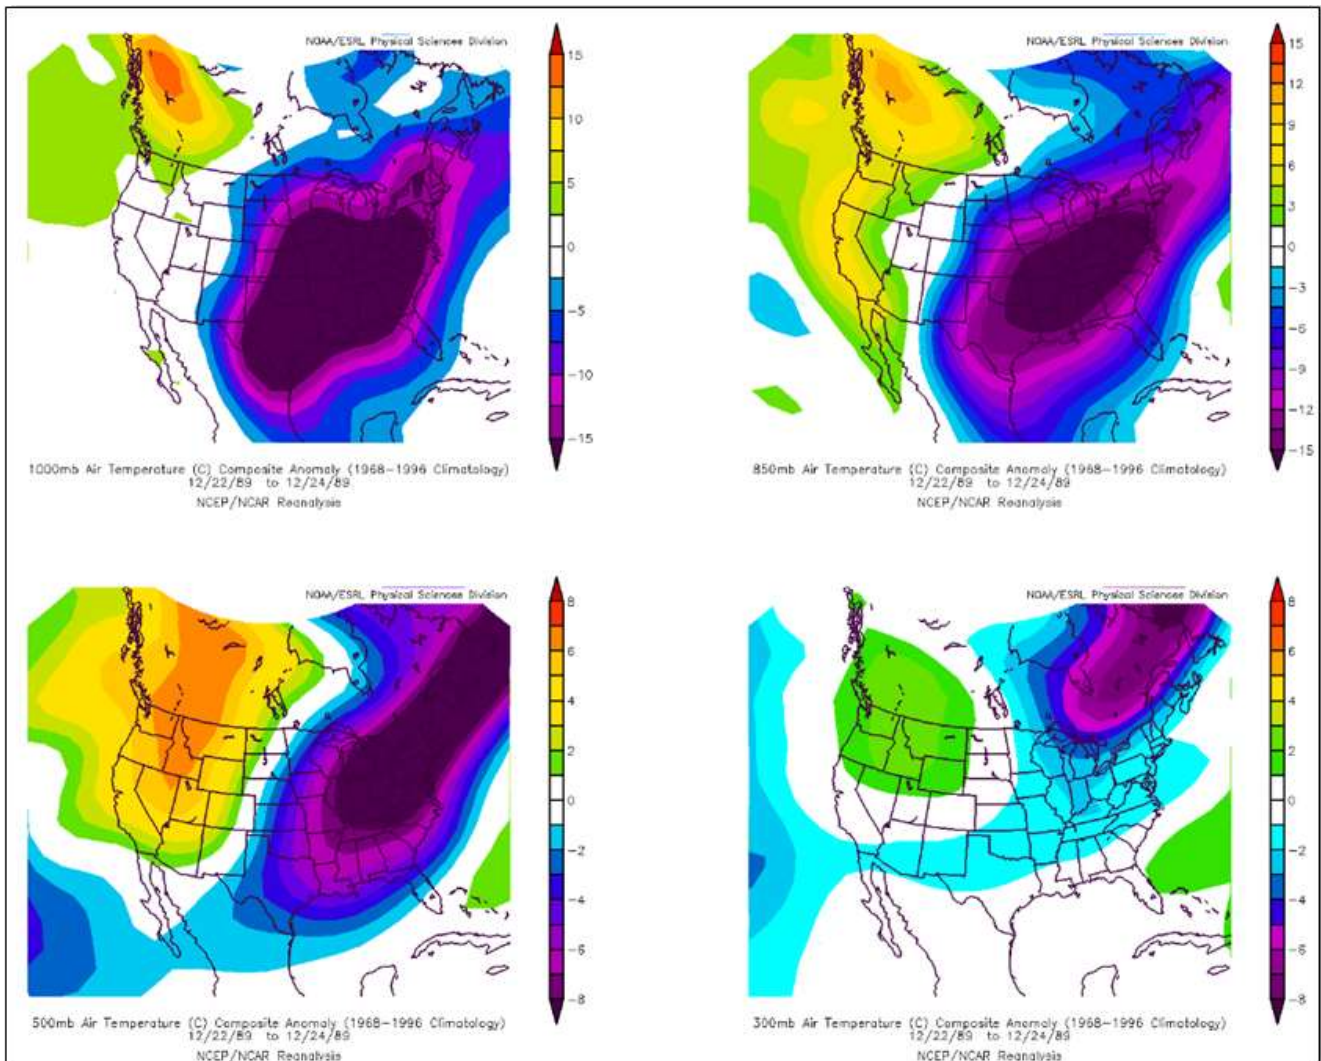 NOAA/ESRL Physical Sciences Division
15
10
5
0
-5
-10
-15
1000mb Air Temperature (C) Composite Anomaly (1968-1996 Climatology)
12/22/89 to 12/24/89
NCEP/NCAR Reanalysis
NOAA/ESRL Physical Sciences Division
15
12
9
6
3
0
-3
-6
-9
-12
-15
850mb Air Temperature (C) Composite Anomaly (1968-1996 Climatology)
12/22/89 to 12/24/89
NCEP/NCAR Reanalysis
NOAA/ESRL Physical Sciences Division
8
6
4
2
0
-2
-4
-6
-8
500mb Air Temperature (C) Composite Anomaly (1968-1996 Climatology)
12/22/89 to 12/24/89
NCEP/NCAR Reanalysis
NOAA/ESRL Physical Sciences Division
8
6
4
2
0
-2
-4
-6
-8
300mb Air Temperature (C) Composite Anomaly (1968-1996 Climatology)
12/22/89 to 12/24/89
NCEP/NCAR Reanalysis